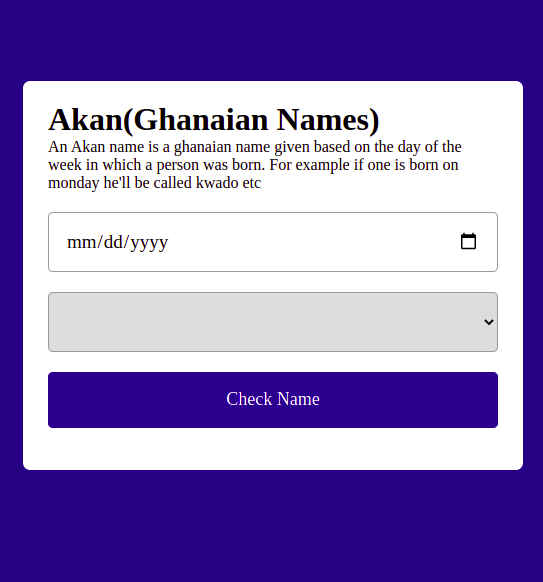 Akan(Ghanaian Names)
An Akan name is a ghanaian name given based on the day of the
week in which a person was born. For example if one is born on
monday he'll be called kwado etc
mm/dd/yyyy
Check Name